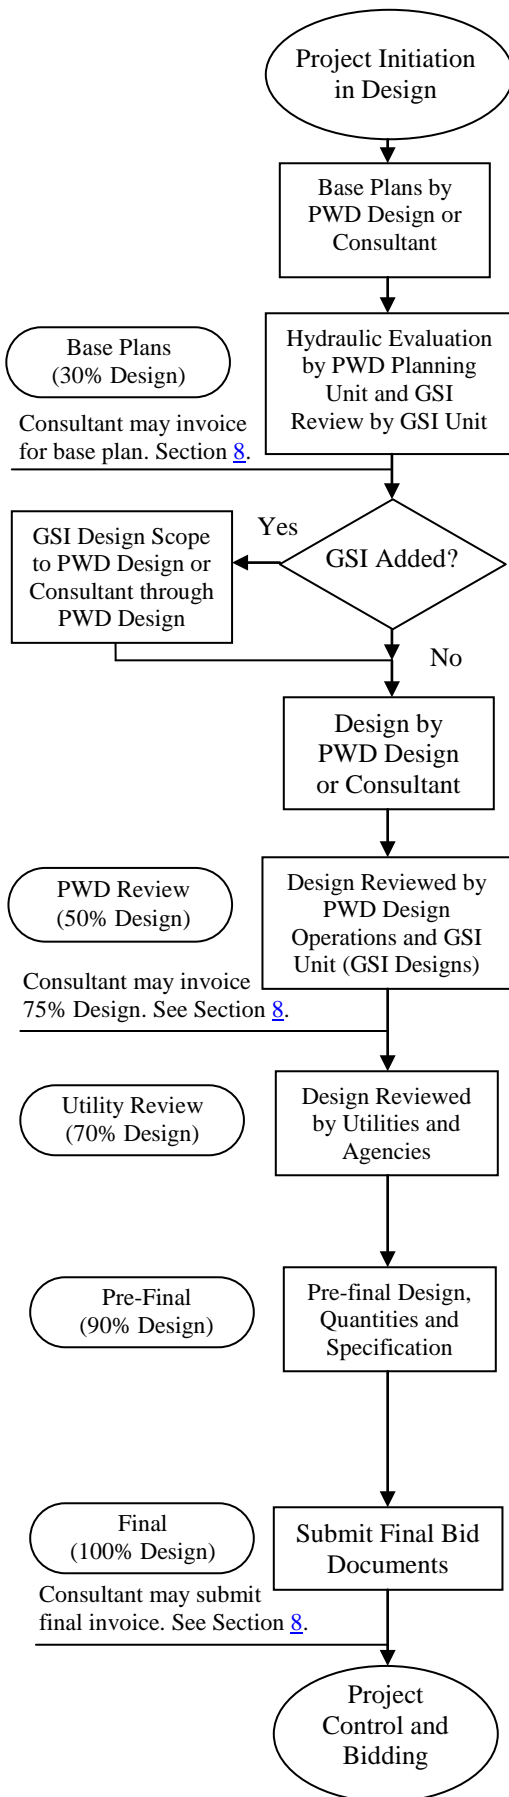 Project Initiation
in Design
Base Plans by
PWD Design or
Consultant
Base Plans
(30% Design)
Hydraulic Evaluation
by PWD Planning
Unit and GSI
Review by GSI Unit
Consultant may invoice
for base plan. Section 8.
GSI Added?
Yes
GSI Design Scope
to PWD Design or
Consultant through
PWD Design
No
Design by
PWD Design
or Consultant
PWD Review
(50% Design)
Design Reviewed by
PWD Design
Operations and GSI
Unit (GSI Designs)
Consultant may invoice
75% Design. See Section 8.
Utility Review
(70% Design)
Design Reviewed
by Utilities and
Agencies
Pre-Final
(90% Design)
Pre-final Design,
Quantities and
Specification
Final
(100% Design)
Submit Final Bid
Documents
Consultant may submit
final invoice. See Section 8.
Project
Control and
Bidding